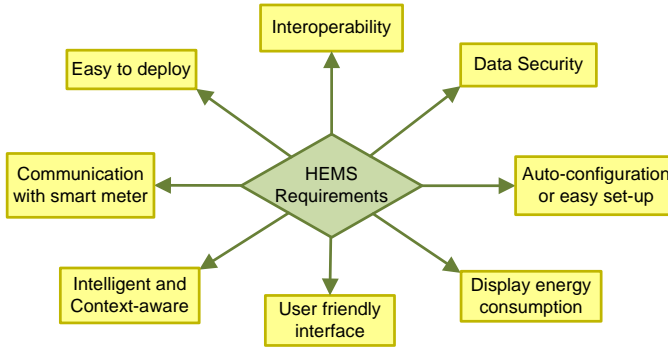 Interoperability
Easy to deploy
Data Security
HEMS
Requirements
Communication
with smart meter
Auto-configuration
or easy set-up
Intelligent and
Context-aware
User friendly
interface
Display energy
consumption